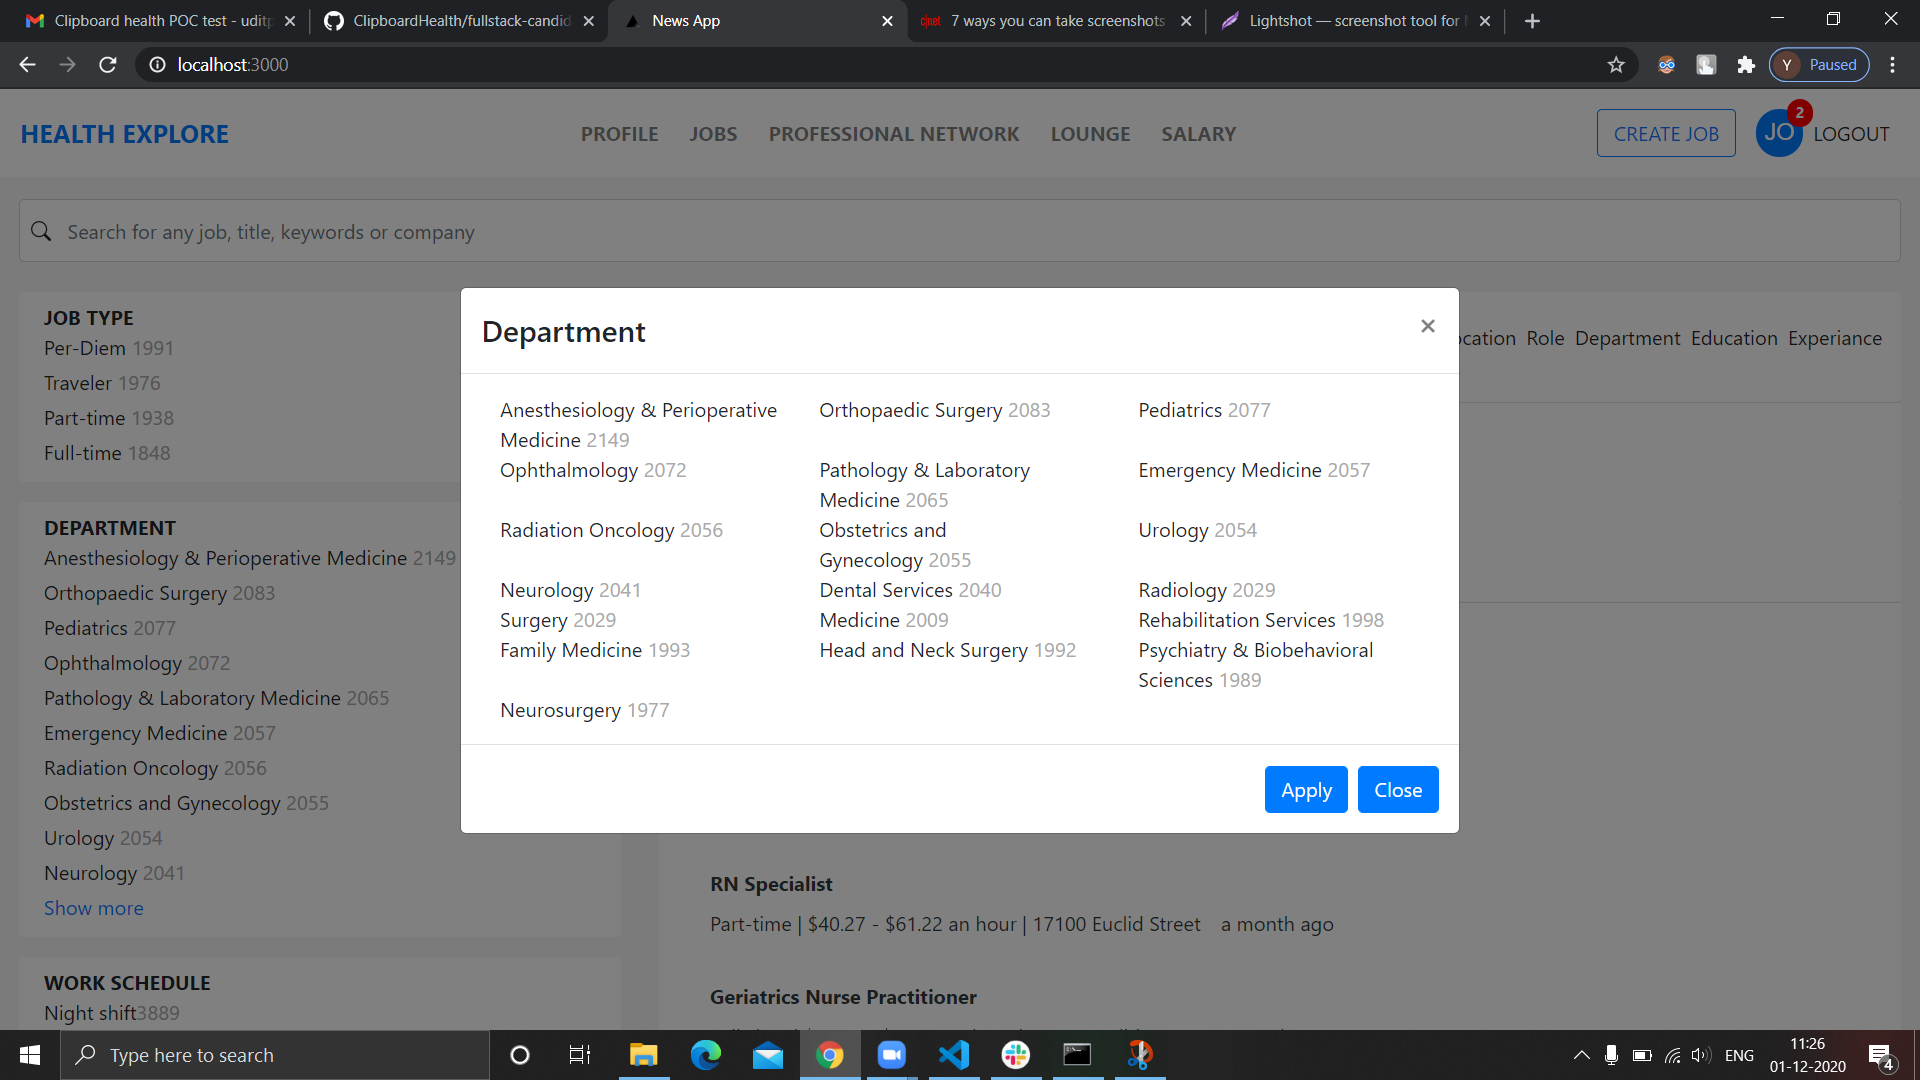 Clipboard health POC test - uditp
ClipboardHealth/fullstack-candid
News App
c|net 7 ways you can take screenshots
Lightshot — screenshot tool for
localhost:3000
Y Paused
HEALTH EXPLORE
PROFILE JOBS PROFESSIONAL NETWORK LOUNGE SALARY
CREATE JOB
JO
2
LOGOUT
Search for any job, title, keywords or company
JOB TYPE
Per-Diem 1991
Traveler 1976
Part-time 1938
Full-time 1848
DEPARTMENT
Anesthesiology & Perioperative Medicine 2149
Orthopaedic Surgery 2083
Pediatrics 2077
Ophthalmology 2072
Pathology & Laboratory Medicine 2065
Emergency Medicine 2057
Radiation Oncology 2056
Obstetrics and Gynecology 2055
Urology 2054
Neurology 2041
Show more
WORK SCHEDULE
Night shift3889
ocation Role Department Education Experiance
Department
×
Anesthesiology & Perioperative
Medicine 2149
Orthopaedic Surgery 2083
Pediatrics 2077
Ophthalmology 2072
Pathology & Laboratory
Medicine 2065
Emergency Medicine 2057
Radiation Oncology 2056
Obstetrics and
Gynecology 2055
Urology 2054
Neurology 2041
Dental Services 2040
Radiology 2029
Surgery 2029
Medicine 2009
Rehabilitation Services 1998
Family Medicine 1993
Head and Neck Surgery 1992
Psychiatry & Biobehavioral
Sciences 1989
Neurosurgery 1977
Apply Close
RN Specialist
Part-time | $40.27 - $61.22 an hour | 17100 Euclid Street a month ago
Geriatrics Nurse Practitioner
Type here to search
ENG
11:26
01-12-2020
4